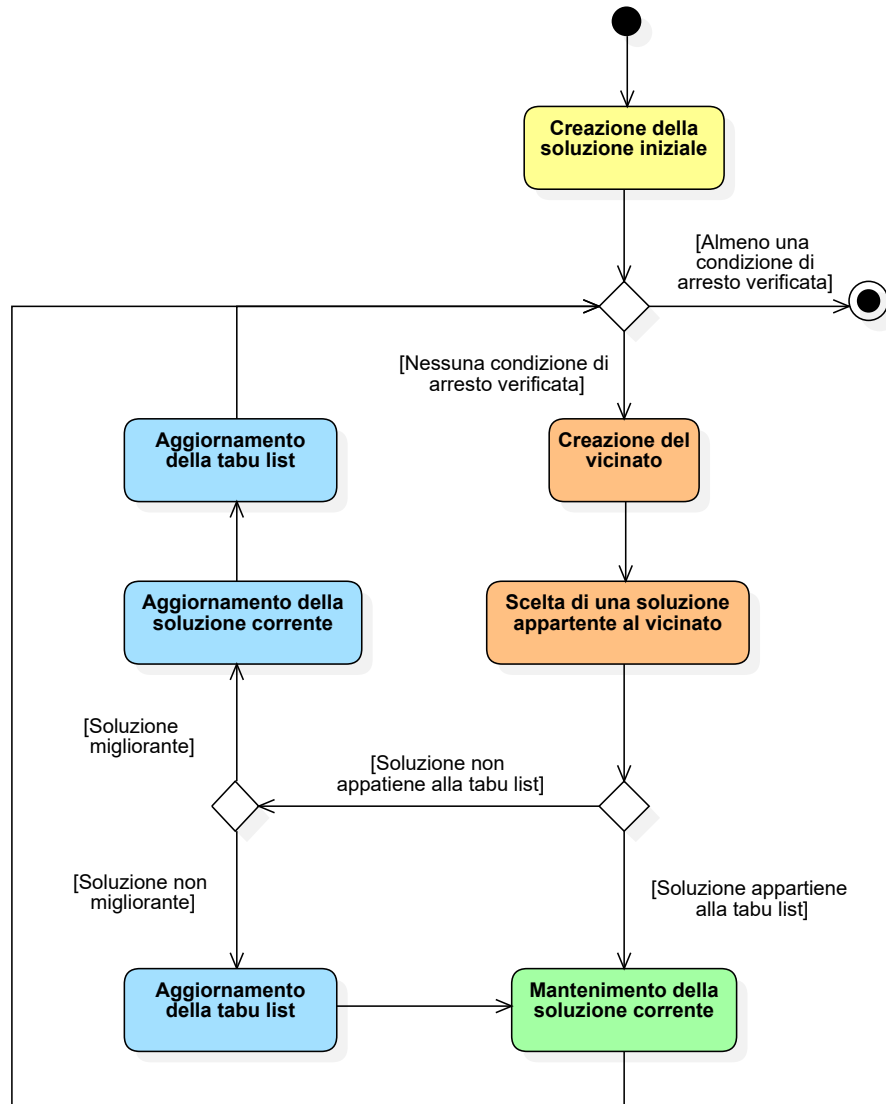 Creazione della
soluzione iniziale
[Almeno una
condizione di
arresto verificata]
[Nessuna condizione di
arresto verificata]
Aggiornamento
della tabu list
Creazione del
vicinato
Aggiornamento della
soluzione corrente
Scelta di una soluzione
appartente al vicinato
[Soluzione
migliorante]
[Soluzione non
appatiene alla tabu list]
[Soluzione non
migliorante]
[Soluzione appartiene
alla tabu list]
Aggiornamento
della tabu list
Mantenimento della
soluzione corrente